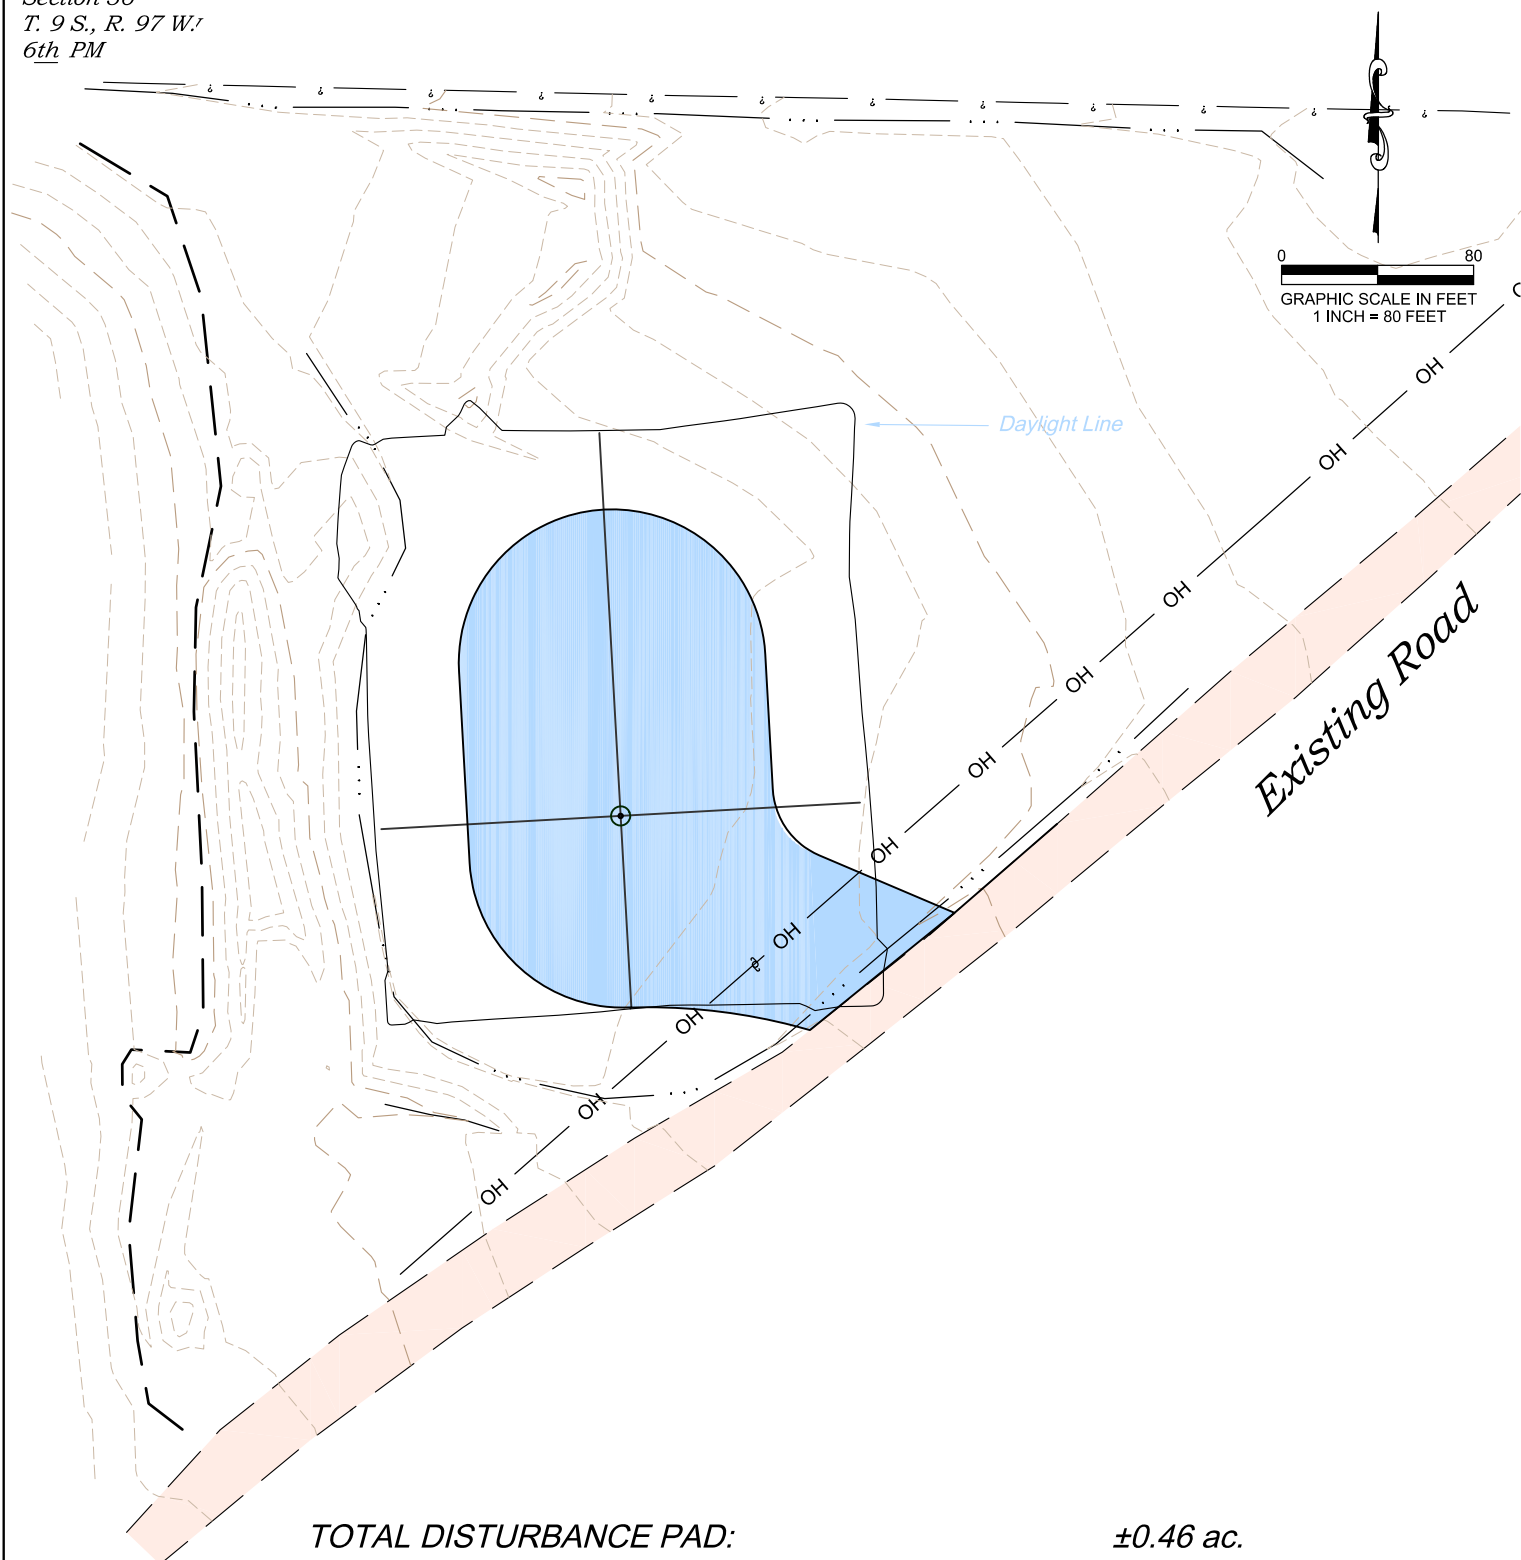 T. 9 S., R. 97 W.
6th PM
0 80
GRAPHIC SCALE IN FEET
1 INCH = 80 FEET
OH
OH
Daylight Line
OH
OH
Existing Road
OH
OH
OH
OH
OH
OH
TOTAL DISTURBANCE PAD: ±0.46 ac.